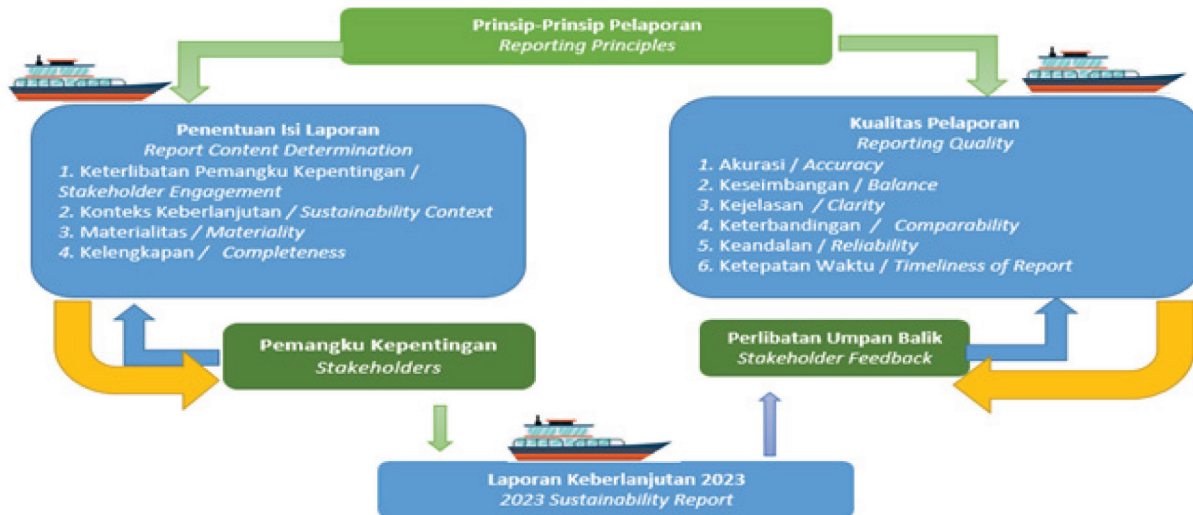 Prinsip-Prinsip Pelaporan
Reporting Principles
Penentuan Isi Laporan
Report Content Determination
1. Keterlibatan Pemangku Kepentingan /
Stakeholder Engagement
2. Konteks Keberlanjutan / Sustainability Context
3. Materialitas / Materiality
4. Kelengkapan / Completeness
Kualitas Pelaporan
Reporting Quality
1. Akurasi / Accuracy
2. Keseimbangan / Balance
3. Kejelasan / Clarity
4. Keterbandingan / Comparability
5. Keandalan / Reliability
6. Ketepatan Waktu / Timeliness of Report
Pemangku Kepentingan
Stakeholders
Perlibatan Umpan Balik
Stakeholder Feedback
Laporan Keberlanjutan 2023
2023 Sustainability Report